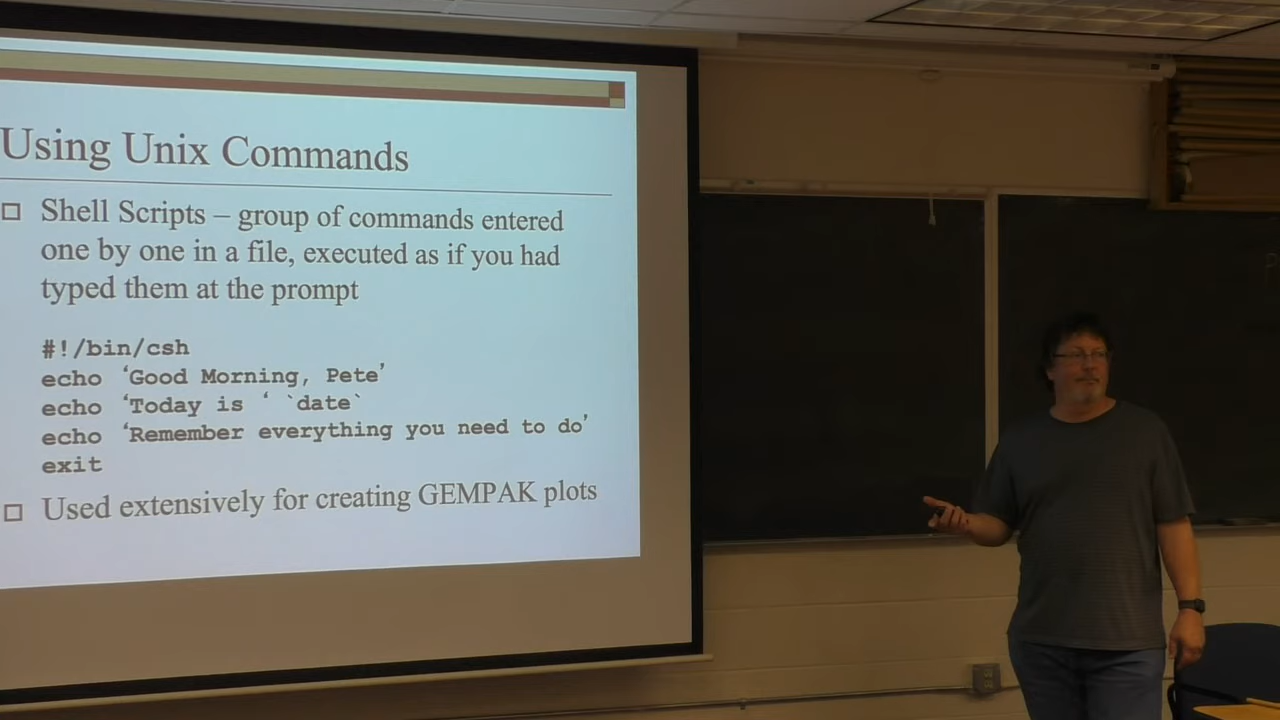 Using Unix Commands
Shell Scripts – group of commands entered
one by one in a file, executed as if you had
typed them at the prompt
#!/bin/csh
echo ‘Good Morning, Pete’
echo ‘Today is ‘ `date`
echo ‘Remember everything you need to do’
exit
Used extensively for creating GEMPAK plots